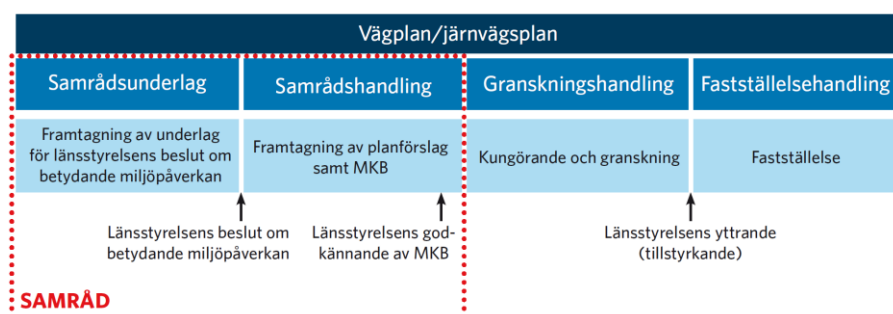 Vägplan/järnvägsplan
Samrådsunderlag
Samrådshandling
Granskningshandling
Fastställelsehandling
Framtagning av underlag
för länsstyrelsens beslut om
betydande miljöpåverkan
Framtagning av planförslag
samt MKB
Kungörande och granskning
Fastställelse
Länsstyrelsens beslut om
betydande miljöpåverkan
Länsstyrelsens god-
kännande av MKB
Länsstyrelsens yttrande
(tillstyrkande)
SAMRÅD